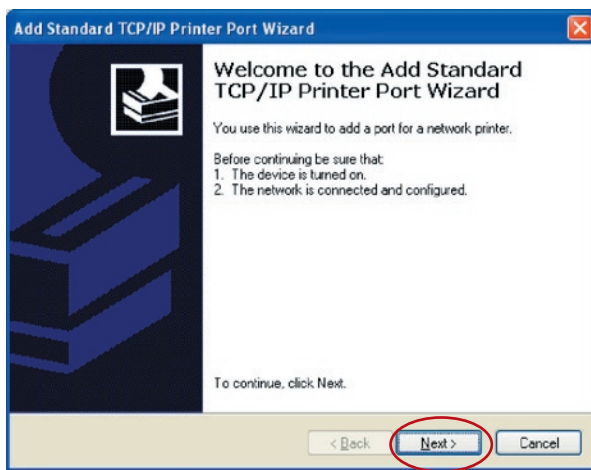 Add Standard TCP/IP Printer Port Wizard
Welcome to the Add Standard
TCP/IP Printer Port Wizard
You use this wizard to add a port for a network printer.
Before continuing be sure that:
1. The device is turned on.
2. The network is connected and configured.
To continue, click Next.
< Back Next > Cancel